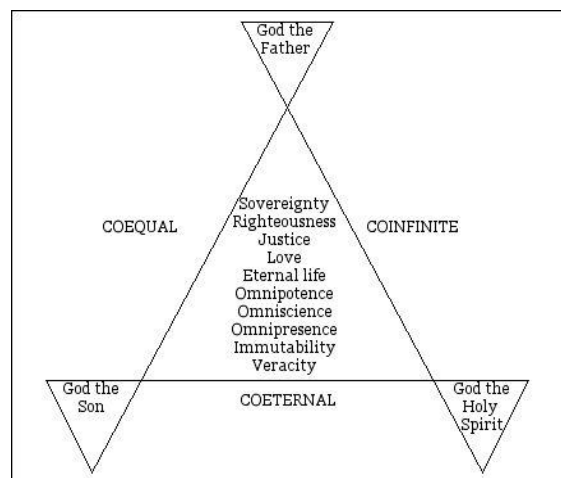 God the
Father
COEQUAL
COINFINITE
Sovereignty
Righteousness
Justice
Love
Eternal life
Omnipotence
Omniscience
Omnipresence
Immutability
Veracity
God the
Son
COETERNAL
God the
Holy
Spirit